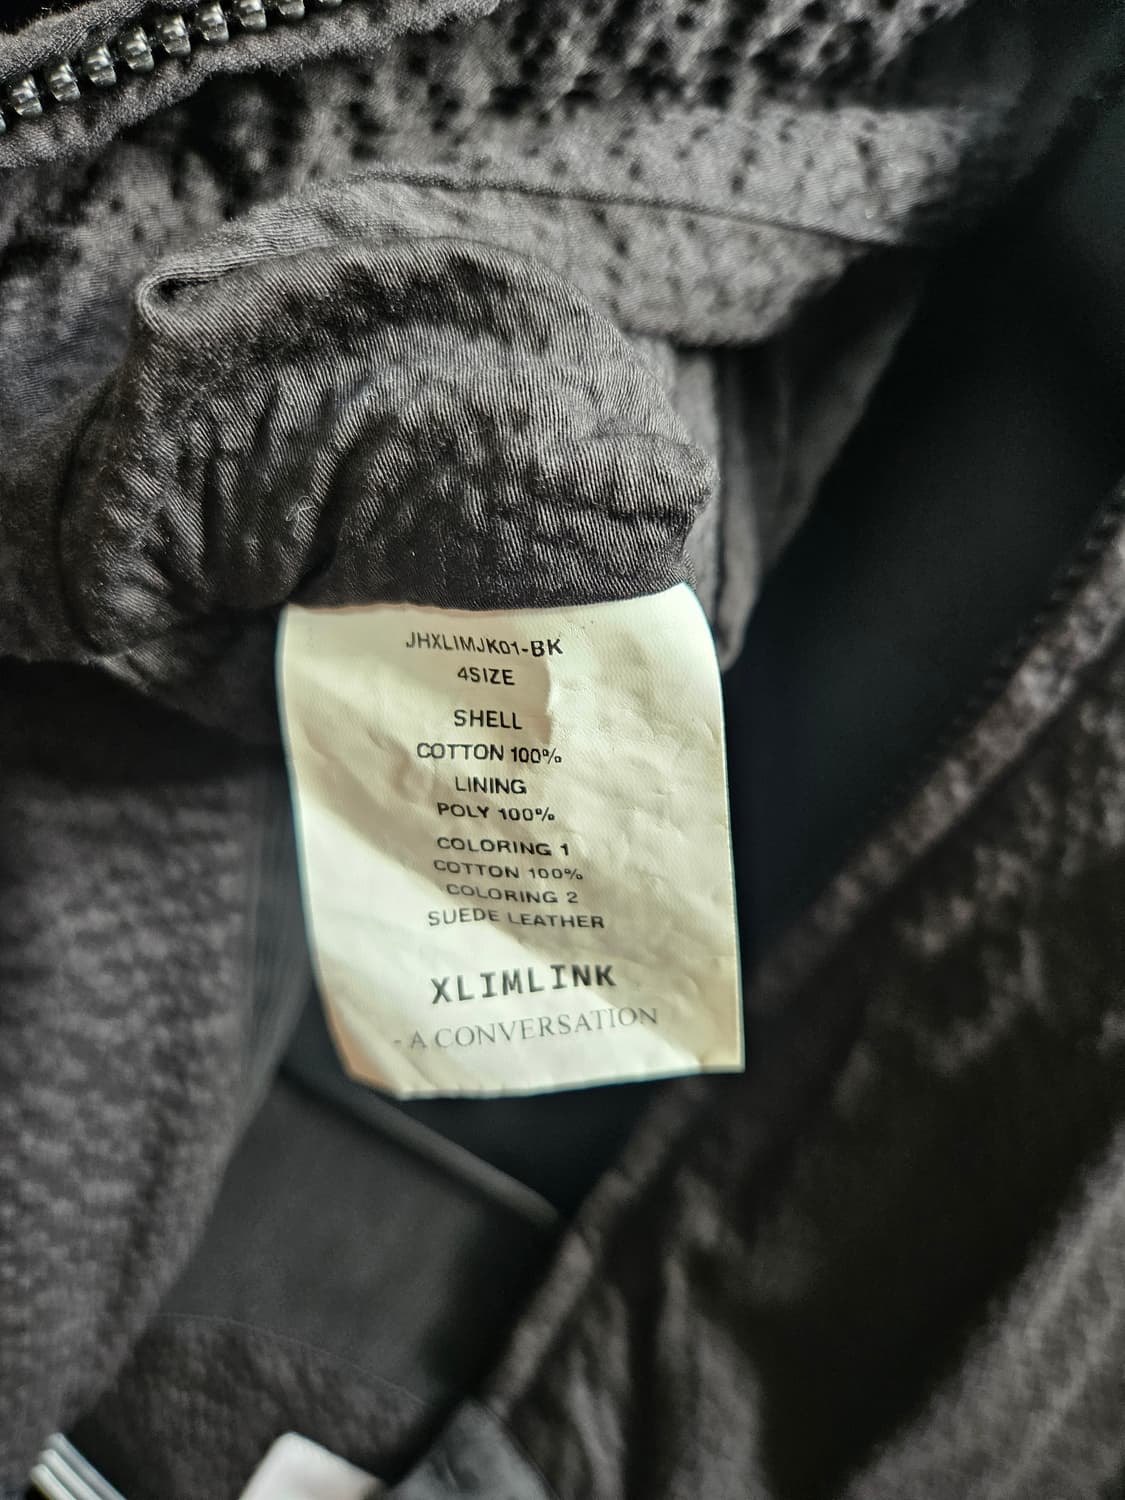 JHXLIMJK01-BK
4SIZE
SHELL
COTTON 100%
LINING
POLY 100%
COLORING 1
COTTON 100%
COLORING 2
SUEDE LEATHER
XLIMLINK
- A CONVERSATION